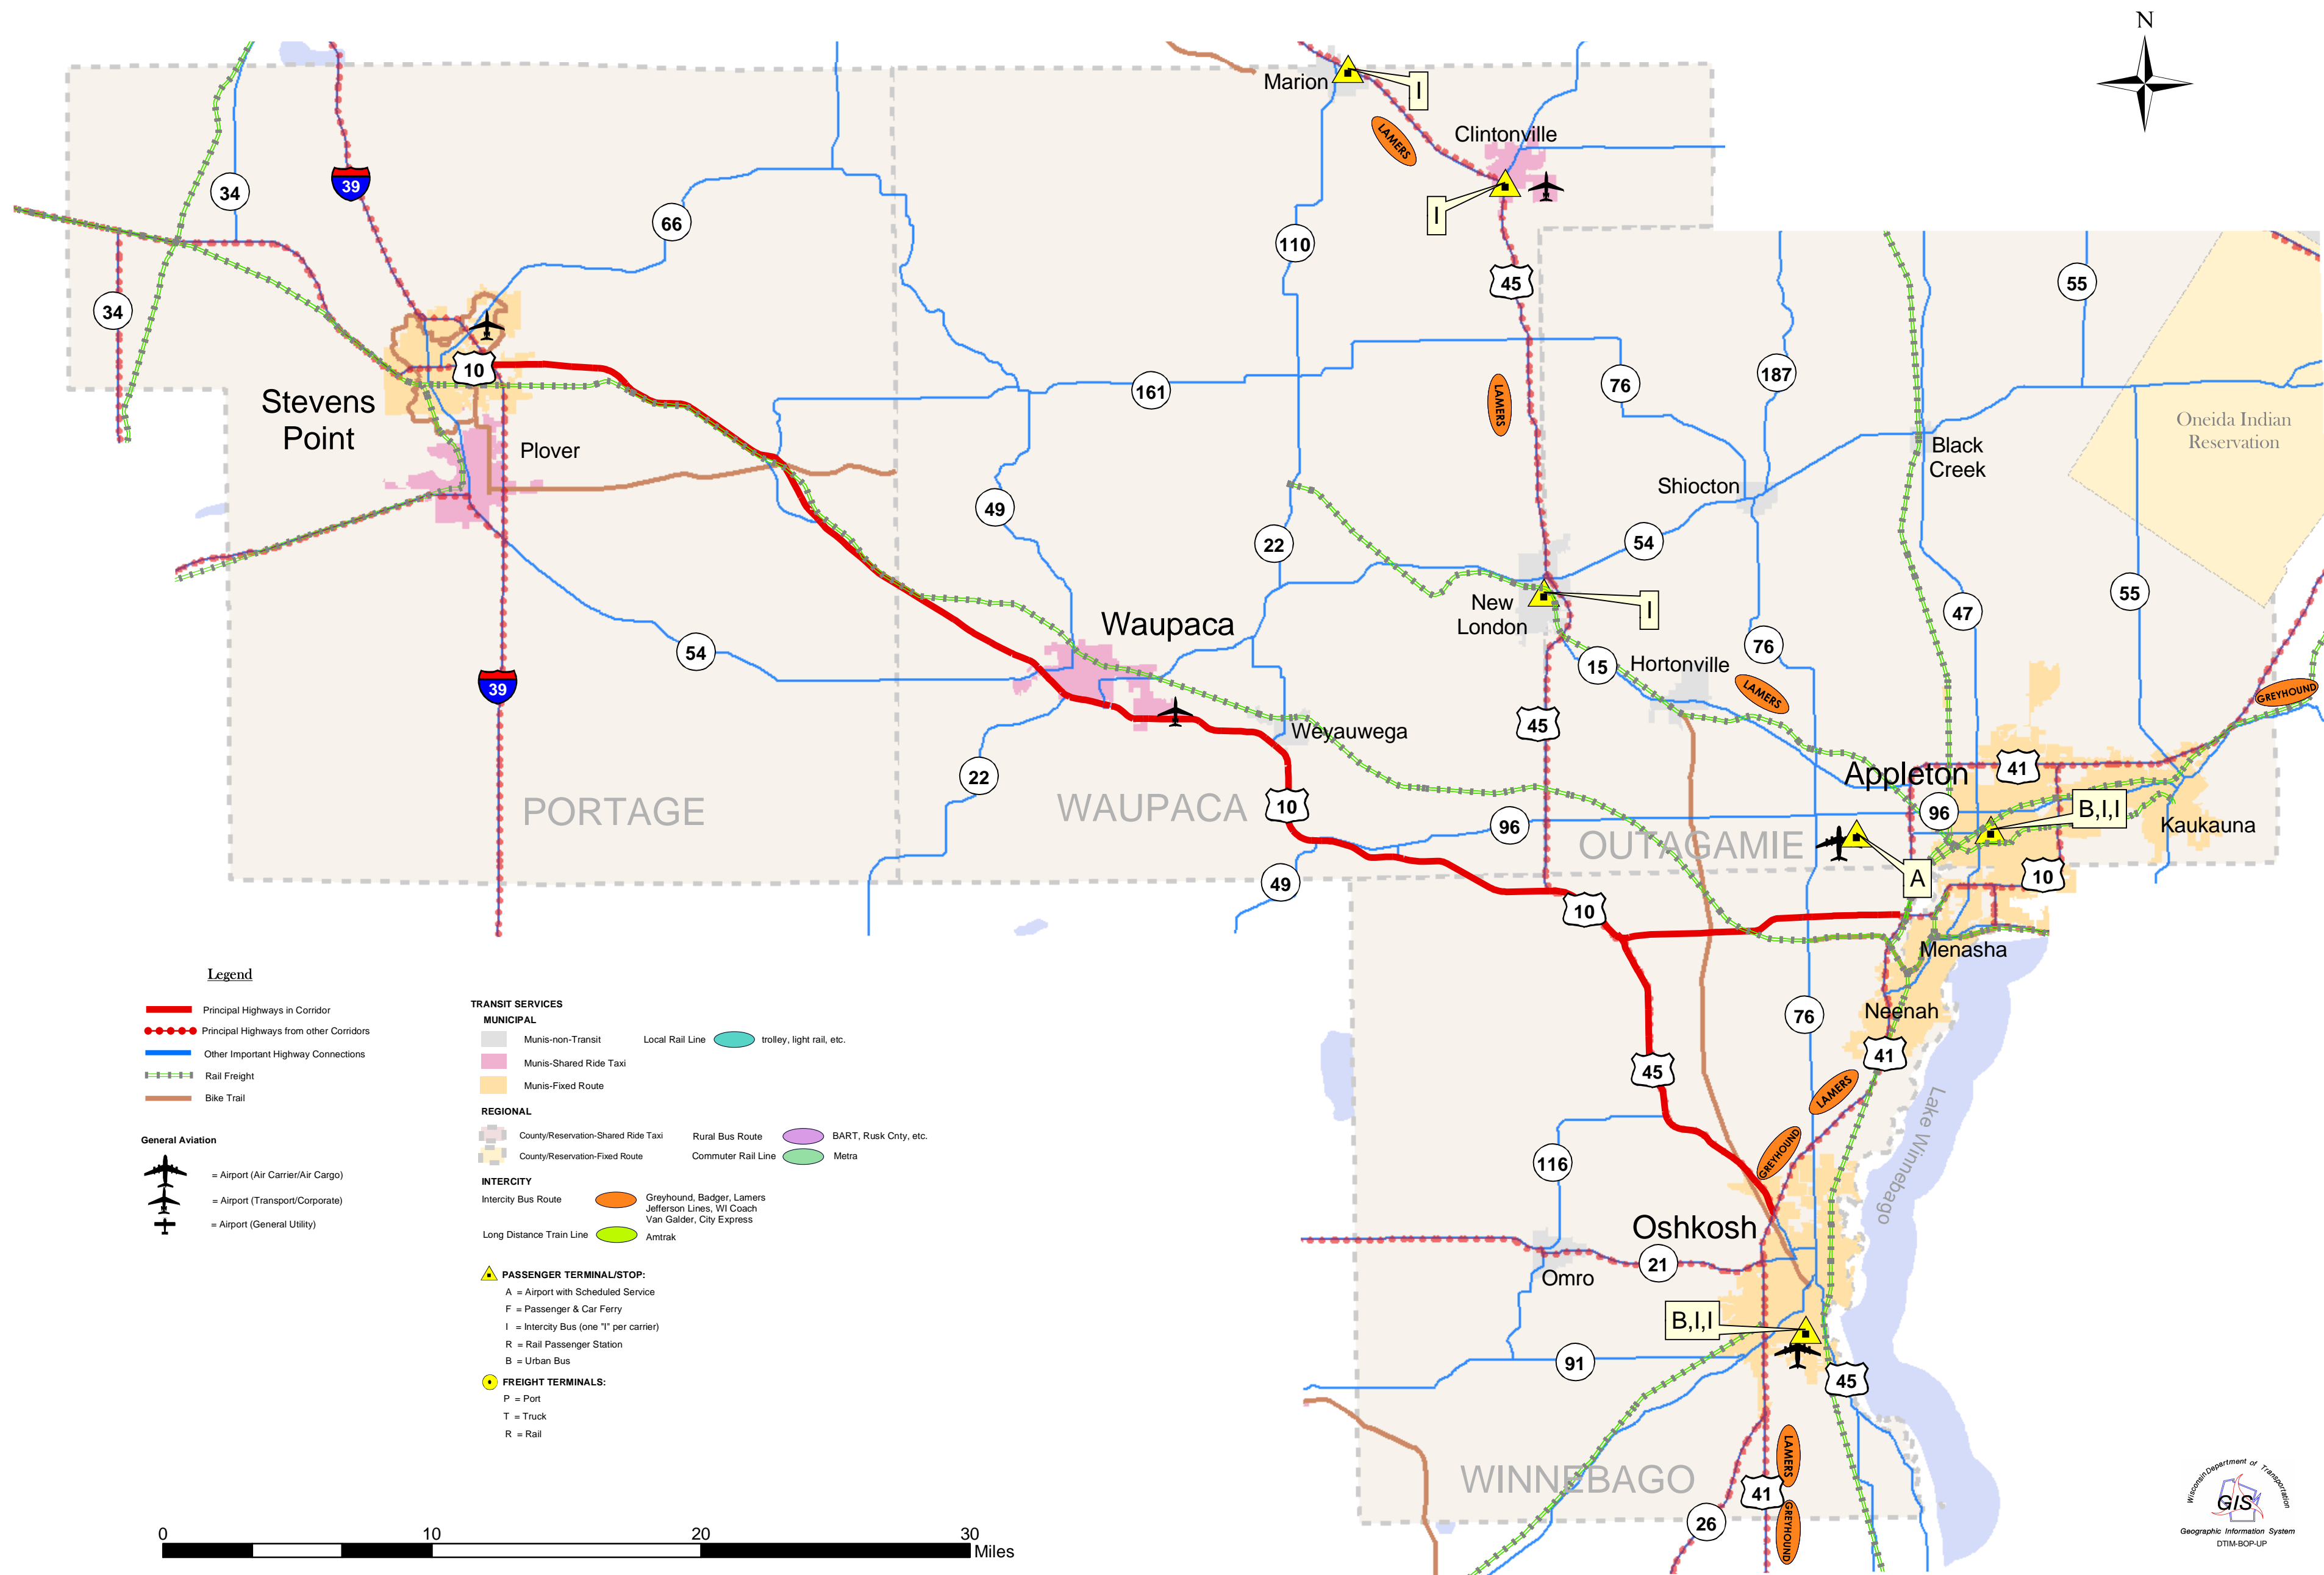 N
Marion
I
LAMERS
Clintonville
I
34
39
66
110
45
55
34
10
161
LAMERS
76
187
Oneida Indian
Reservation
Stevens
Point
Plover
Black
Creek
Shiocton
49
22
54
New
London
I
55
47
Waupaca
54
39
15
Hortonville
76
LAMERS
GREYHOUND
45
Weyauwega
22
Appleton
41
PORTAGE
WAUPACA
10
96
OUTAGAMIE
96
B,I,I
Kaukauna
49
A
10
10
Menasha
Neenah
76
41
45
LAMERS
Lake Winnebago
GREYHOUND
116
Oshkosh
21
Omro
B,I,I
91
45
WINNEBAGO
LAMERS
41
GREYHOUND
26
Legend
Principal Highways in Corridor
Principal Highways from other Corridors
Other Important Highway Connections
Rail Freight
Bike Trail
General Aviation
= Airport (Air Carrier/Air Cargo)
= Airport (Transport/Corporate)
= Airport (General Utility)
TRANSIT SERVICES
MUNICIPAL
Munis-non-Transit
Local Rail Line
trolley, light rail, etc.
Munis-Shared Ride Taxi
Munis-Fixed Route
REGIONAL
County/Reservation-Shared Ride Taxi
Rural Bus Route
BART, Rusk Cnty, etc.
County/Reservation-Fixed Route
Commuter Rail Line
Metra
INTERCITY
Intercity Bus Route
Greyhound, Badger, Lamers
Jefferson Lines, WI Coach
Van Galder, City Express
Long Distance Train Line
Amtrak
PASSENGER TERMINAL/STOP:
A = Airport with Scheduled Service
F = Passenger & Car Ferry
I = Intercity Bus (one "I" per carrier)
R = Rail Passenger Station
B = Urban Bus
FREIGHT TERMINALS:
P = Port
T = Truck
R = Rail
0 10 20 30
Miles
Wisconsin Department of Transportation
GIS
Geographic Information System
DTIM-BOP-UP